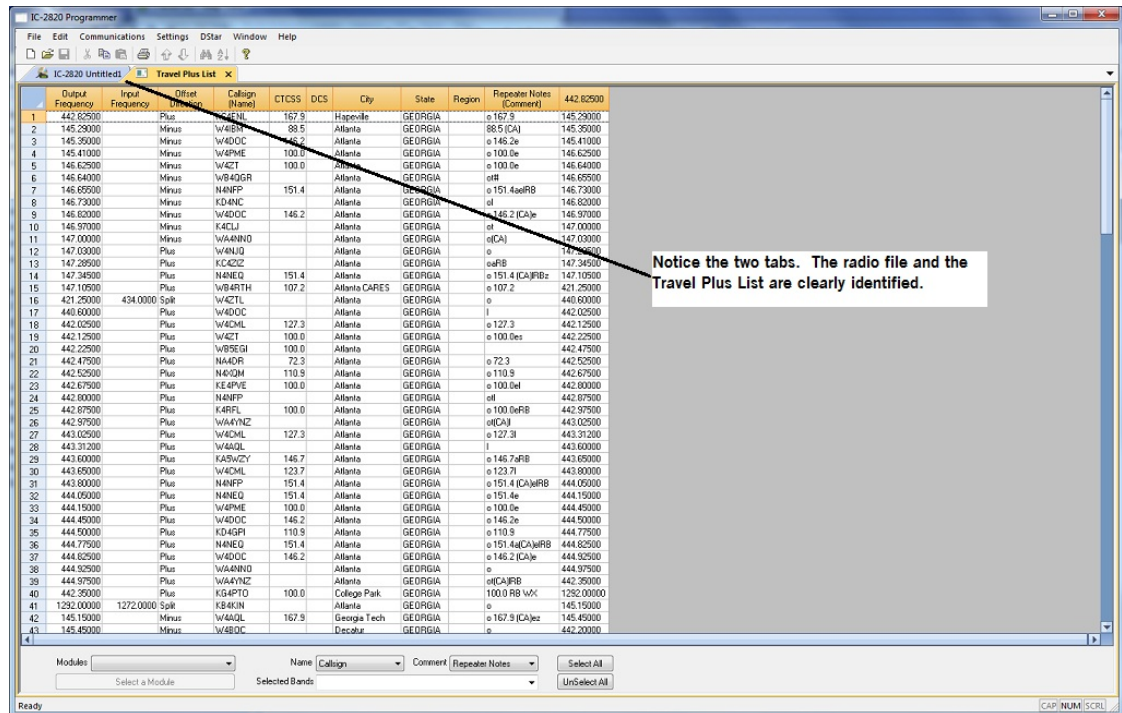 IC-2820 Programmer
File Edit Communications Settings DStar Window Help
IC-2820 Untitled1 Travel Plus List
Output Frequency Input Frequency Offset Direction Callsign (Name) CTCSS DCS City State Region Repeater Notes (Comment) 442.82500
1 442.82500 Plus KC4ENL 167.9 Hapeville GEORGIA o 167.9 145.29000
2 145.29000 Minus W4IBM 88.5 Atlanta GEORGIA 88.5 (CA) 145.35000
3 145.35000 Minus W4DOC 146.2 Atlanta GEORGIA o 146.2e 145.41000
4 145.41000 Minus W4PME 100.0 Atlanta GEORGIA o 100.0e 146.62500
5 146.62500 Minus W4ZT 100.0 Atlanta GEORGIA o 100.0e 146.64000
6 146.64000 Minus WB4QGR Atlanta GEORGIA ot# 146.65500
7 146.65500 Minus N4NFP 151.4 Atlanta GEORGIA o 151.4aelRB 146.73000
8 146.73000 Minus KD4NC Atlanta GEORGIA ol 146.82000
9 146.82000 Minus W4DOC 146.2 Atlanta GEORGIA o 146.2 (CA)e 146.97000
10 146.97000 Minus K4CLJ Atlanta GEORGIA ot 147.00000
11 147.00000 Minus WA4NNO Atlanta GEORGIA o(CA) 147.03000
12 147.03000 Plus W4NJQ Atlanta GEORGIA o
13 147.28500 Plus KC4ZIZ Atlanta GEORGIA oaRB 147.34500
14 147.34500 Plus N4NEQ 151.4 Atlanta GEORGIA o 151.4 (CA)lRBz 147.10500
15 147.10500 Plus WB4RTH 107.2 Atlanta CARES GEORGIA o 107.2 421.25000
16 421.25000 434.0000 Split W4ZTL Atlanta GEORGIA o 440.60000
17 440.60000 Plus W4DOC Atlanta GEORGIA l 442.02500
18 442.02500 Plus W4CML 127.3 Atlanta GEORGIA o 127.3 442.12500
19 442.12500 Plus W4ZT 100.0 Atlanta GEORGIA o 100.0es 442.22500
20 442.22500 Plus WB5EGI 100.0 Atlanta GEORGIA 442.47500
21 442.47500 Plus NA4DR 72.3 Atlanta GEORGIA o 72.3 442.52500
22 442.52500 Plus N4XQM 110.9 Atlanta GEORGIA o 110.9 442.67500
23 442.67500 Plus KE4PVE 100.0 Atlanta GEORGIA o 100.0el 442.80000
24 442.80000 Plus N4NFP Atlanta GEORGIA otl 442.87500
25 442.87500 Plus K4RFL 100.0 Atlanta GEORGIA o 100.0eRB 442.97500
26 442.97500 Plus WA4YNZ Atlanta GEORGIA ot(CA)l 443.02500
27 443.02500 Plus W4CML 127.3 Atlanta GEORGIA o 127.3l 443.31200
28 443.31200 Plus W4AQL Atlanta GEORGIA l 443.60000
29 443.60000 Plus KA5WZY 146.7 Atlanta GEORGIA o 146.7aRB 443.65000
30 443.65000 Plus W4CML 123.7 Atlanta GEORGIA o 123.7l 443.80000
31 443.80000 Plus N4NFP 151.4 Atlanta GEORGIA o 151.4 (CA)elRB 444.05000
32 444.05000 Plus N4NEQ 151.4 Atlanta GEORGIA o 151.4e 444.15000
33 444.15000 Plus W4PME 100.0 Atlanta GEORGIA o 100.0e 444.45000
34 444.45000 Plus W4DOC 146.2 Atlanta GEORGIA o 146.2e 444.50000
35 444.50000 Plus KD4GPI 110.9 Atlanta GEORGIA o 110.9 444.77500
36 444.77500 Plus N4NEQ 151.4 Atlanta GEORGIA o 151.4a(CA)elRB 444.82500
37 444.82500 Plus W4DOC 146.2 Atlanta GEORGIA o 146.2 (CA)e 444.92500
38 444.92500 Plus WA4NNO Atlanta GEORGIA o 444.97500
39 444.97500 Plus WA4YNZ Atlanta GEORGIA ot(CA)lRB 442.35000
40 442.35000 Plus KG4PTO 100.0 College Park GEORGIA 100.0 RB WX 1292.00000
41 1292.00000 1272.0000 Split KB4KIN Atlanta GEORGIA o 145.15000
42 145.15000 Minus W4AQL 167.9 Georgia Tech GEORGIA o 167.9 (CA)ez 145.45000
43 145.45000 Minus W4BOC Decatur GEORGIA o 442.20000
Notice the two tabs. The radio file and the
Travel Plus List are clearly identified.
Modules Name Callsign Comment Repeater Notes Select All
Select a Module Selected Bands UnSelect All
Ready CAP NUM SCRL